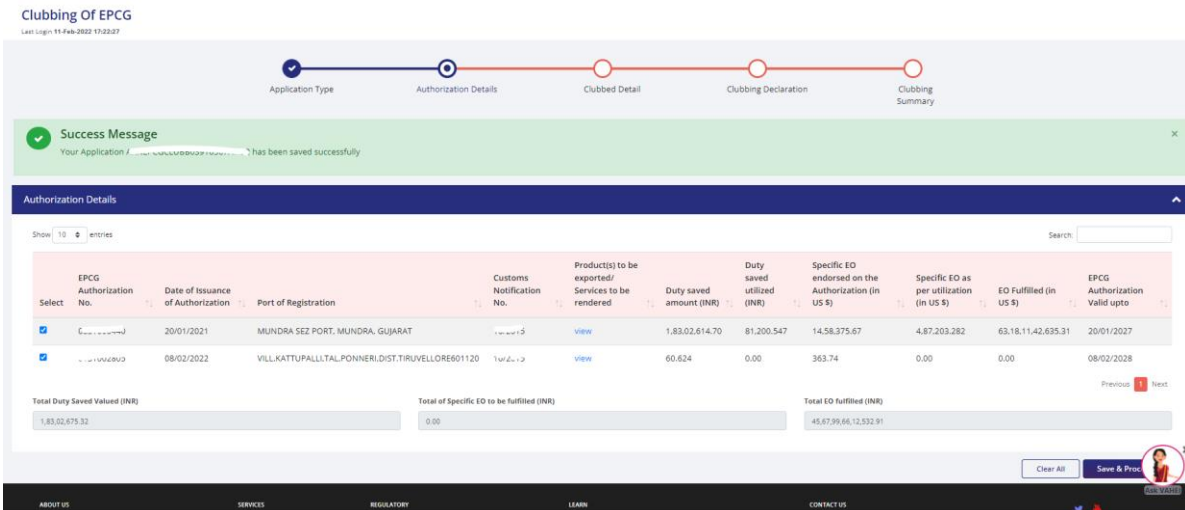 Clubbing Of EPCG
Last Login 11-Feb-2022 17:22:27
Application Type
Authorization Details
Clubbed Detail
Clubbing Declaration
Clubbing
Summary
Success Message
×
Your Application has been saved successfully
Authorization Details
Show 10 entries
Search:
Select
EPCG
Authorization
No.
Date of Issuance
of Authorization
Port of Registration
Customs
Notification
No.
Product(s) to be
exported/
Services to be
rendered
Duty saved
amount (INR)
Duty
saved
utilized
(INR)
Specific EO
endorsed on the
Authorization (in
US $)
Specific EO as
per utilization
(in US $)
EO Fulfilled (in
US $)
EPCG
Authorization
Valid upto
20/01/2021 MUNDRA SEZ PORT, MUNDRA, GUJARAT view 1,83,02,614.70 81,200.547 14,58,375.67 4,87,203.282 63,18,11,42,635.31 20/01/2027
08/02/2022 VILL,KATTUPALLI,TAL.PONNERI,DIST.TIRUVELLORE601120 view 60.624 0.00 363.74 0.00 0.00 08/02/2028
Previous 1 Next
Total Duty Saved Valued (INR) Total of Specific EO to be fulfilled (INR) Total EO fulfilled (INR)
1,83,02,675.32 0.00 45,67,99,66,12,532.91
Clear All Save & Proc
Ask VAHEI
ABOUT US SERVICES REGULATORY LEARN CONTACT US